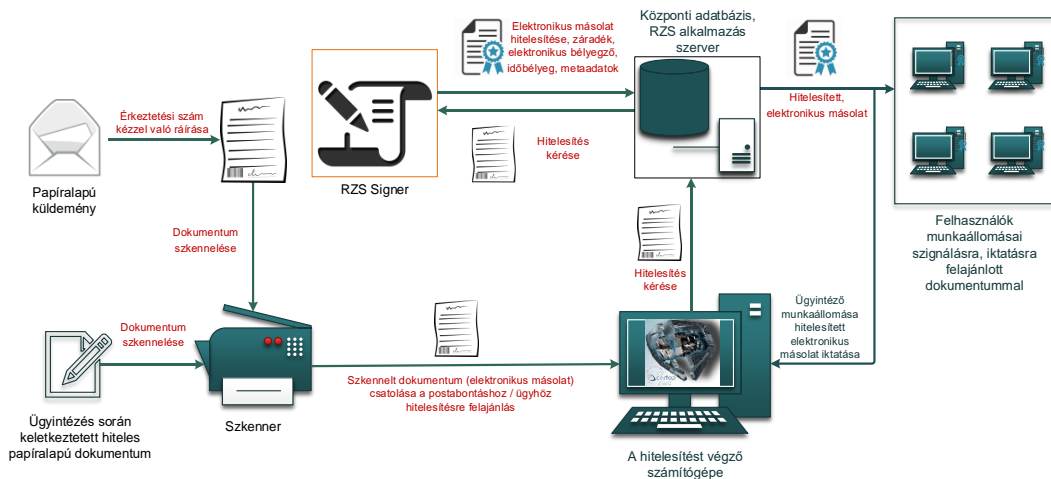 Érkeztetési szám
kézzel való ráírása
Papíralapú
küldemény
Dokumentum
szkennelése
Dokumentum
szkennelése
Ügyintézés során
keletkeztetett hiteles
papíralapú dokumentum
Szkenner
RZS Signer
Elektronikus másolat
hitelesítése, záradék,
elektronikus bélyegző,
időbélyeg, metaadatok
Hitelesítés
kérése
Központi adatbázis,
RZS alkalmazás
szerver
Hitelesített,
elektronikus másolat
Felhasználók
munkaállomásai
szignálásra, iktatásra
felajánlott
dokumentummal
Hitelesítés
kérése
Szkennelt dokumentum (elektronikus másolat)
csatolása a postabontáshoz / ügyhöz
hitelesítésre felajánlás
Ügyintéző
munkaállomása
hitelesített
elektronikus
másolat iktatása
A hitelesítést végző
számítógépe